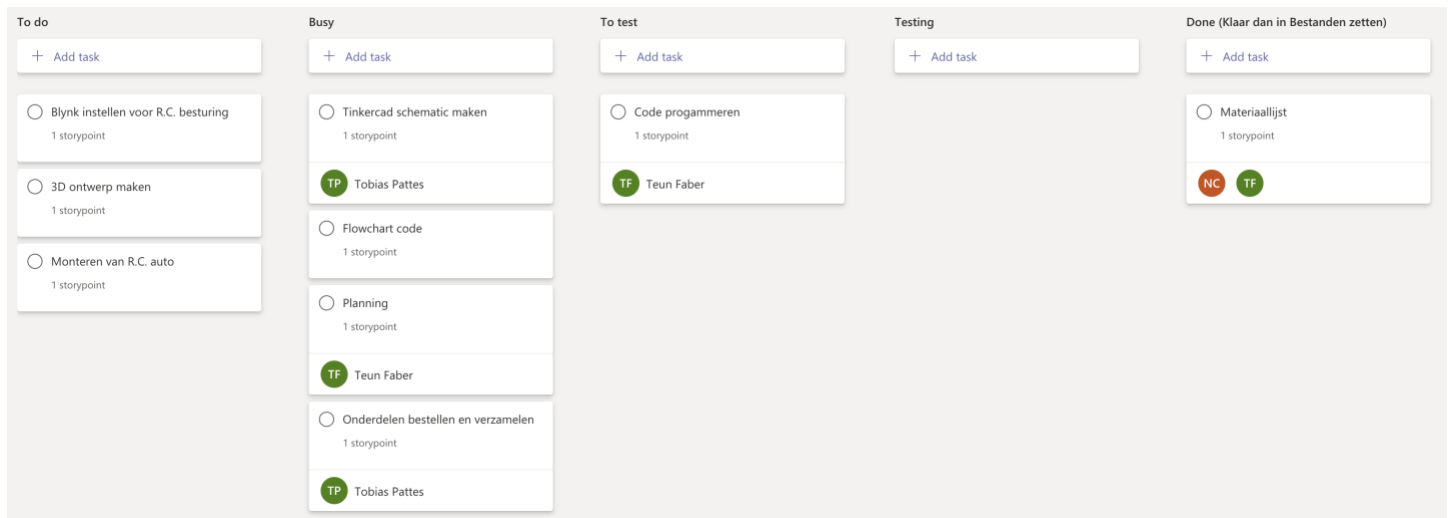 To do
+ Add task
Blynk instellen voor R.C. besturing
1 storypoint
3D ontwerp maken
1 storypoint
Monteren van R.C. auto
1 storypoint
Busy
+ Add task
Tinkercad schematic maken
1 storypoint
TP Tobias Pattes
Flowchart code
1 storypoint
Planning
1 storypoint
TF Teun Faber
Onderdelen bestellen en verzamelen
1 storypoint
TP Tobias Pattes
To test
+ Add task
Code progammeren
1 storypoint
TF Teun Faber
Testing
+ Add task
Done (Klaar dan in Bestanden zetten)
+ Add task
Materiaallijst
1 storypoint
NC TF